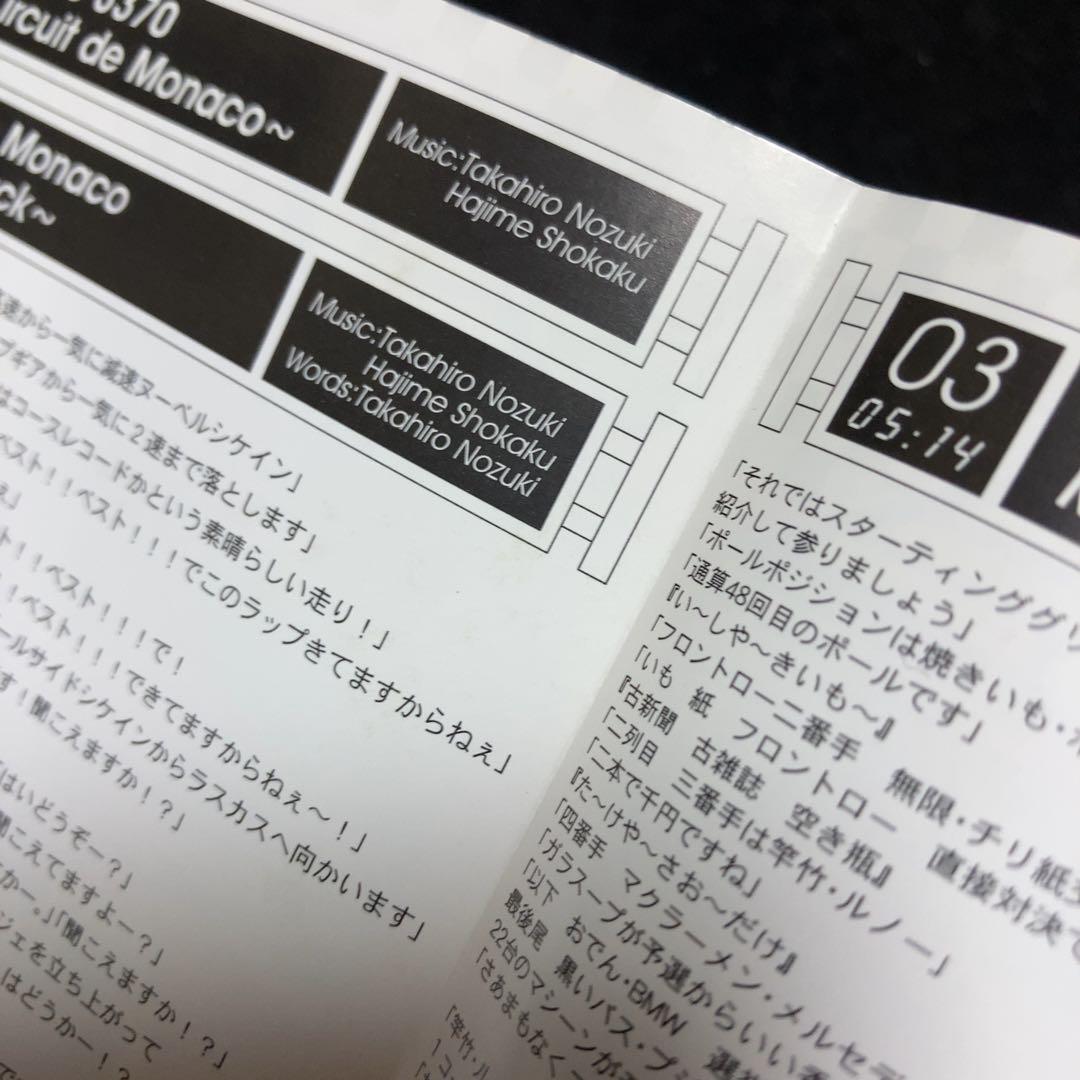 3370
ircuit de Monaco～
Music:Takahiro Nozuki
Hajime Shokaku
Monaco
ck～
Music:Takahiro Nozuki
Hajime Shokaku
Words:Takahiro Nozuki
速から一気に減速ヌーベルシケイン」
プギアから一気に２速まで落とします」
はコースレコードかという素晴らしい走り！」
ベスト！！ベスト！！！でこのラップきてますからねぇ」
ぇ」
ト！！ベスト！！！で！
！ベスト！！！できてますからねぇ〜！」
ールサイドシケインからラスカスへ向かいます」
す！聞こえますか！？」
はいどうぞー？」
聞こえてますよー？」
かー。」「聞こえますか！？」
ジェを立ち上がって
はどうかー！？
03
05:14
「それではスターティンググリ
紹介して参りましょう」
「ポールポジションは焼きいも・ホ
「通算48回目のポールです」
『い〜しや〜きいも〜』
「フロントロー二番手　無限・チリ紙交
「いも　紙　フロントロー　直接対決で
『古新聞　古雑誌　空き瓶』
「二列目　三番手は竿竹・ルノー」
「二本で千円ですね」
『た〜けや〜さお〜だけ』
「四番手　マクラーメン・メルセデ
「ガラスープが予選からいい
「以下　おでん・BMW　選
最後尾　黒いバス・プ
22台のマシーンが
「さあまもなく
「竿竹・ル
１コ